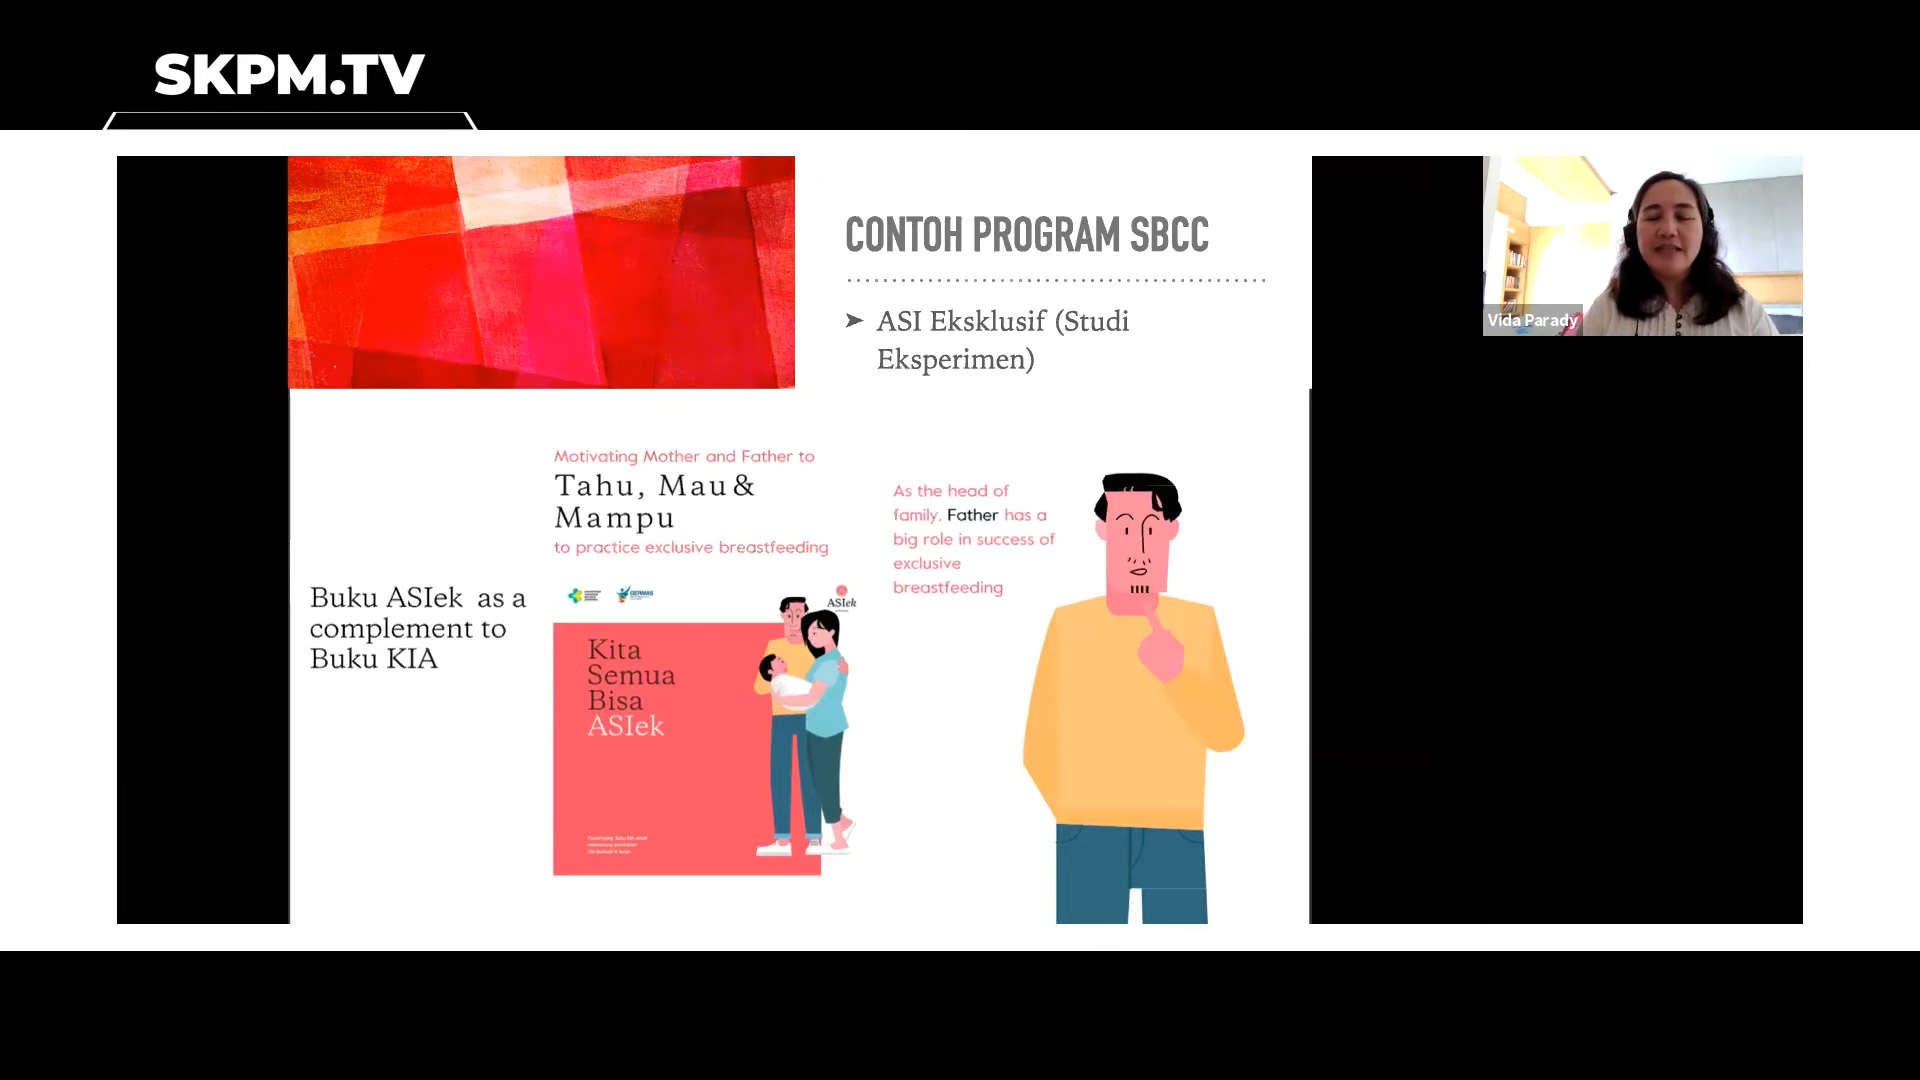 SKPM.TV
CONTOH PROGRAM SBCC
➤ ASI Eksklusif (Studi
Eksperimen)
Vida Parady
Motivating Mother and Father to
Tahu, Mau &
Mampu
to practice exclusive breastfeeding
As the head of
family, Father has a
big role in success of
exclusive
breastfeeding
Buku ASIek as a
complement to
Buku KIA
GERMAS
ASIek
Kita
Semua
Bisa
ASIek